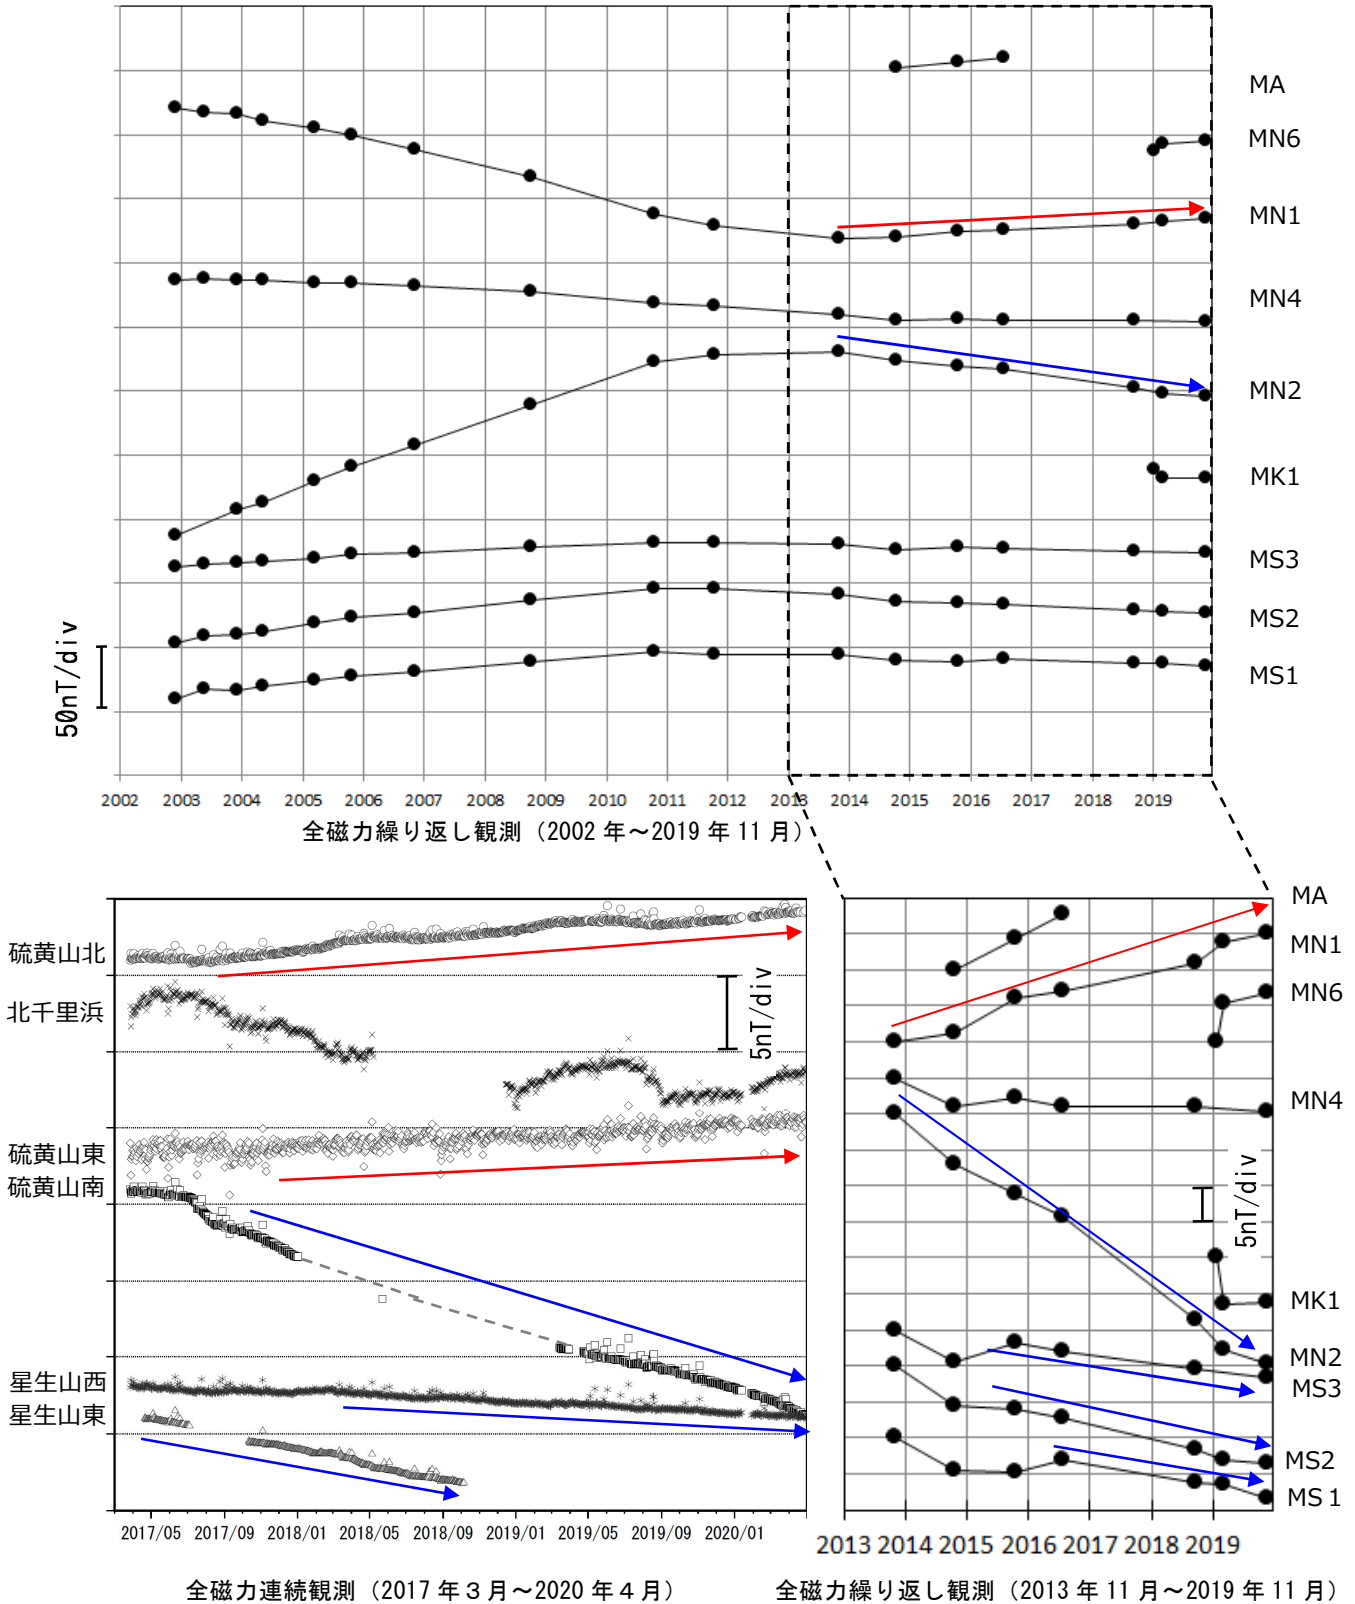 MA
MN6
MN1
MN4
MN2
MK1
MS3
MS2
MS1
50nT/div
2002 2003 2004 2005 2006 2007 2008 2009 2010 2011 2012 2013 2014 2015 2016 2017 2018 2019
全磁力繰り返し観測（2002 年～2019 年 11 月）
硫黄山北
北千里浜
硫黄山東
硫黄山南
星生山西
星生山東
5nT/div
2017/05 2017/09 2018/01 2018/05 2018/09 2019/01 2019/05 2019/09 2020/01
全磁力連続観測（2017 年３月～2020 年４月）
MA
MN1
MN6
MN4
5nT/div
MK1
MN2
MS3
MS2
MS1
2013 2014 2015 2016 2017 2018 2019
全磁力繰り返し観測（2013 年 11 月～2019 年 11 月）